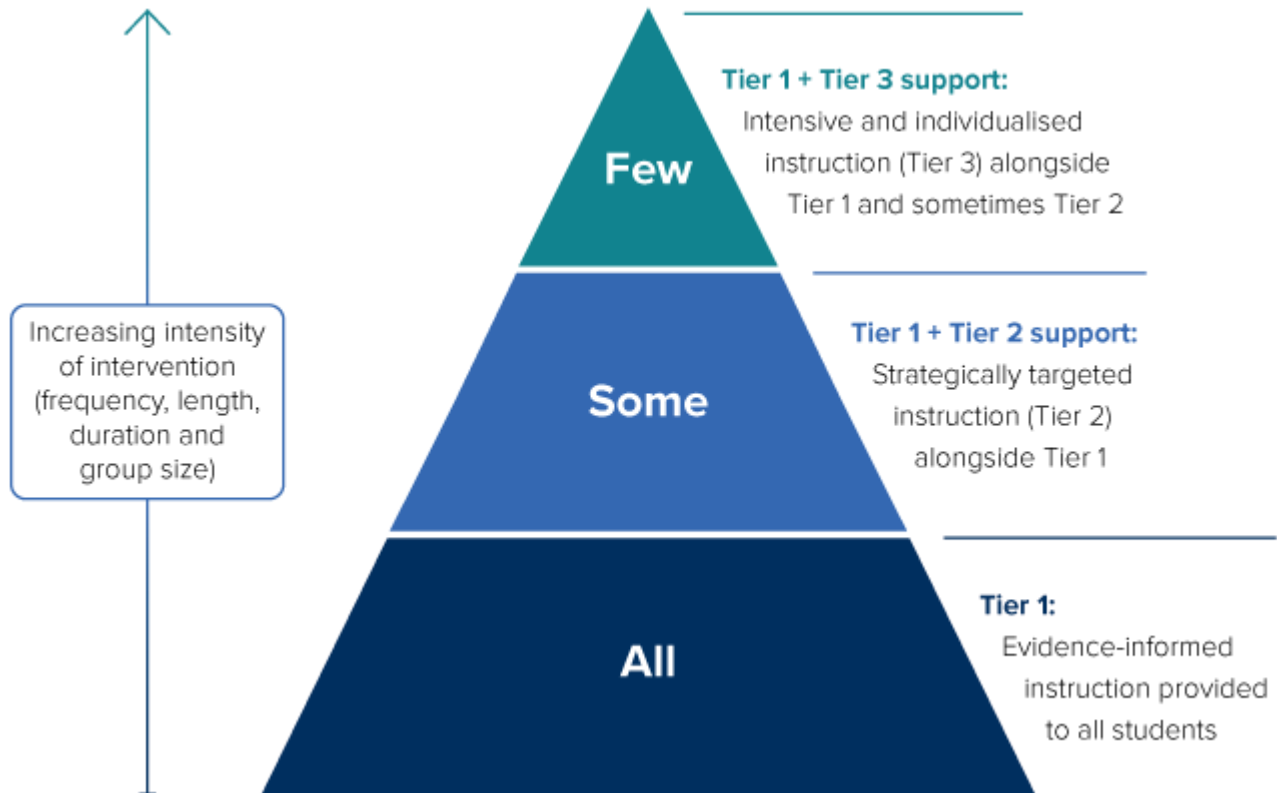 Tier 1 + Tier 3 support:
Intensive and individualised
instruction (Tier 3) alongside
Tier 1 and sometimes Tier 2
Few
Increasing intensity
of intervention
(frequency, length,
duration and
group size)
Some
Tier 1 + Tier 2 support:
Strategically targeted
instruction (Tier 2)
alongside Tier 1
All
Tier 1:
Evidence-informed
instruction provided
to all students